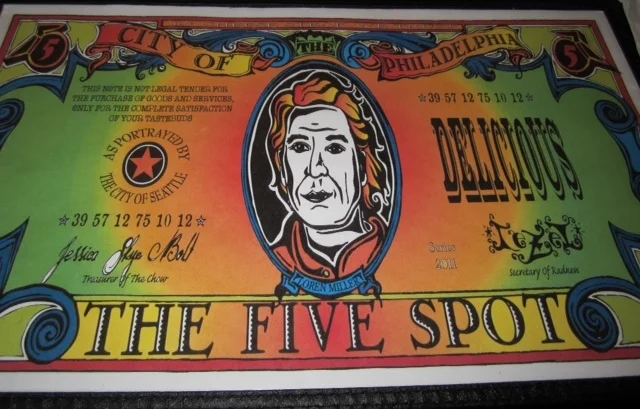 5 CITY OF THE PHILADELPHIA 5
THIS NOTE IS NOT LEGAL TENDER FOR
THE PURCHASE OF GOODS AND SERVICES,
ONLY FOR THE COMPLETE SATISFACTION
OF YOUR TASTEBUDS
AS PORTRAYED BY
THE CITY OF SEATTLE
39 57 12 75 10 12
Jessica Skye
Treasurer of The Chow
LOREN MILLER
39 57 12 75 10 12
DELICIOUS
Series
2011
Secretary of Radness
THE FIVE SPOT